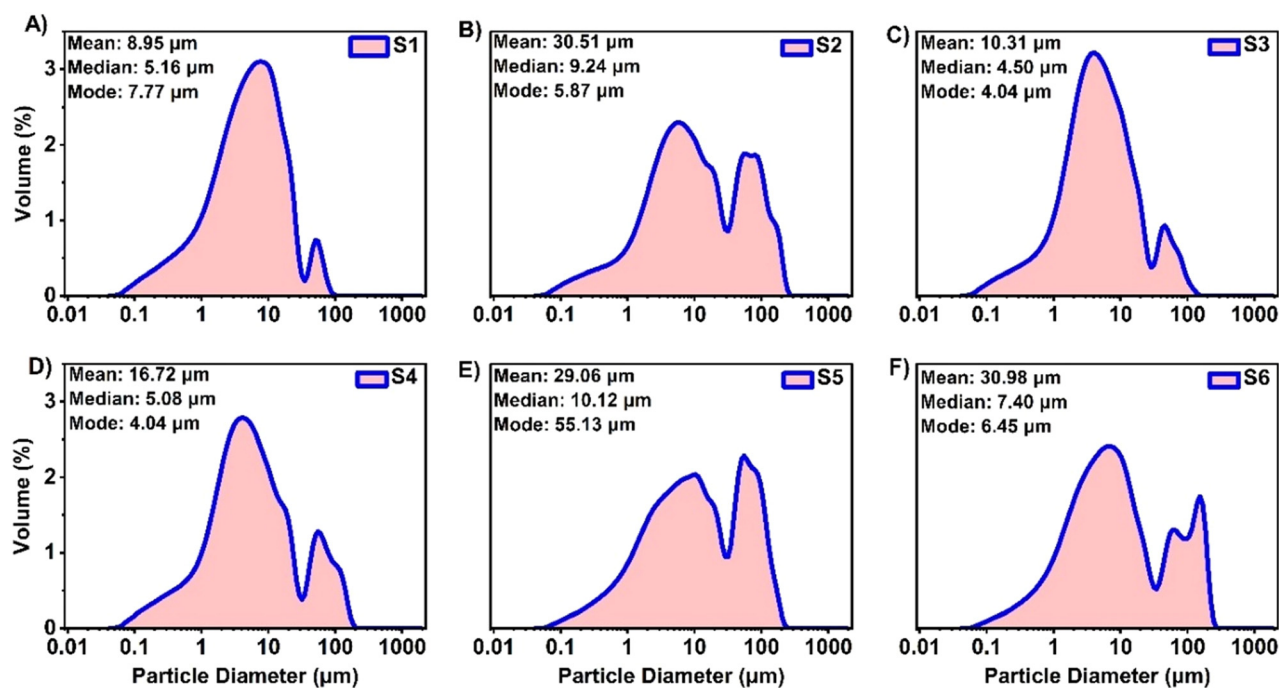 A)
Mean: 8.95 µm
Median: 5.16 µm
Mode: 7.77 µm
S1
Volume (%)
3
2
1
0
0.01 0.1 1 10 100 1000
B)
Mean: 30.51 µm
Median: 9.24 µm
Mode: 5.87 µm
S2
0.01 0.1 1 10 100 1000
C)
Mean: 10.31 µm
Median: 4.50 µm
Mode: 4.04 µm
S3
0.01 0.1 1 10 100 1000
D)
Mean: 16.72 µm
Median: 5.08 µm
Mode: 4.04 µm
S4
Volume (%)
3
2
1
0
0.01 0.1 1 10 100 1000
Particle Diameter (µm)
E)
Mean: 29.06 µm
Median: 10.12 µm
Mode: 55.13 µm
S5
0.01 0.1 1 10 100 1000
Particle Diameter (µm)
F)
Mean: 30.98 µm
Median: 7.40 µm
Mode: 6.45 µm
S6
0.01 0.1 1 10 100 1000
Particle Diameter (µm)